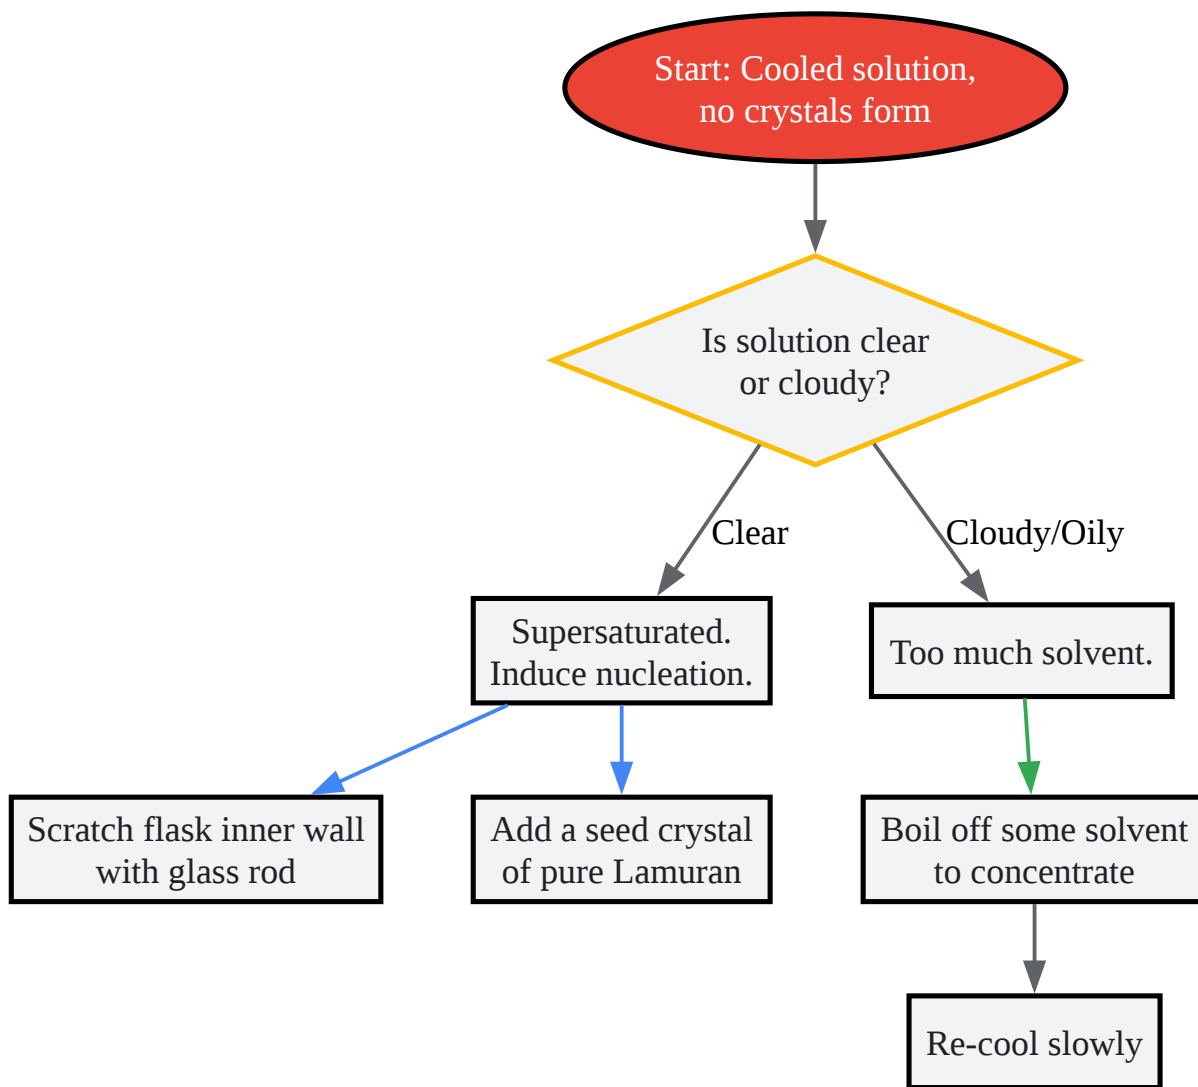 Start: Cooled solution,
no crystals form
Is solution clear
or cloudy?
Clear
Cloudy/Oily
Supersaturated.
Induce nucleation.
Too much solvent.
Scratch flask inner wall
with glass rod
Add a seed crystal
of pure Lamuran
Boil off some solvent
to concentrate
Re-cool slowly